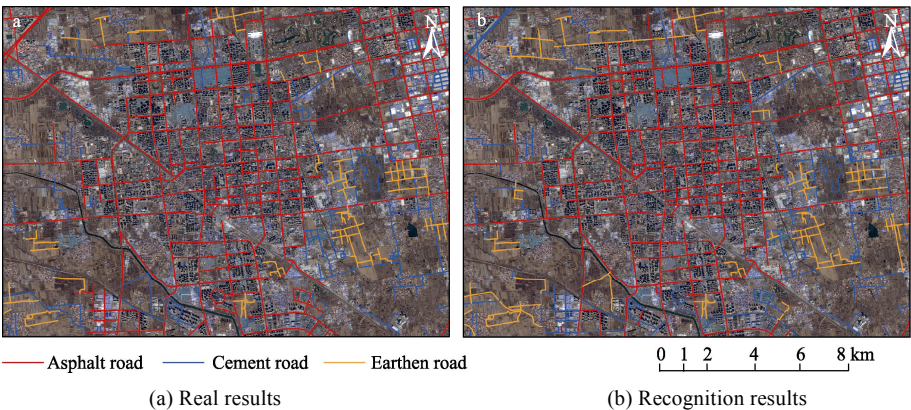 a
N
b
N
Asphalt road
Cement road
Earthen road
0 1 2 4 6 8 km
(a) Real results
(b) Recognition results